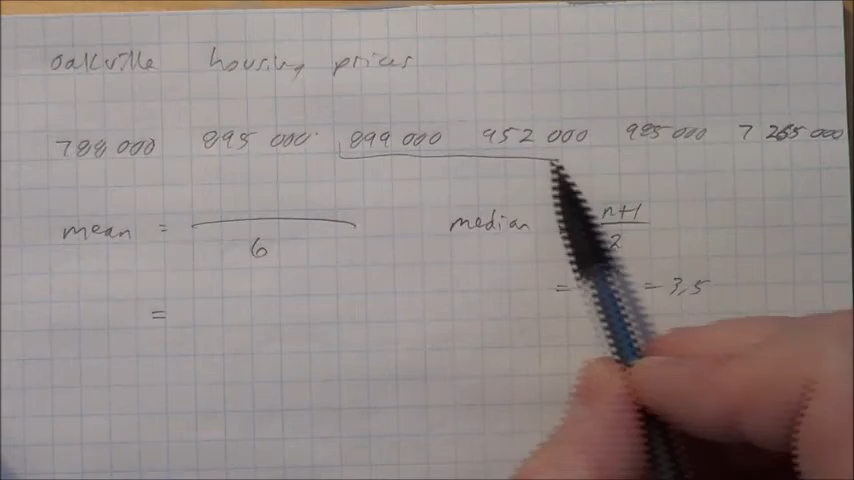 oakville housing prices
788 000 895 000 899 000 952 000 985 000 7 265 000
mean = 6 median n+1
2
= = 3,5
=